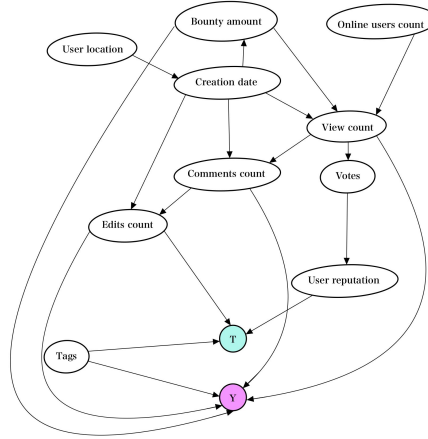 Bounty amount
Online users count
User location
Creation date
View count
Comments count
Votes
Edits count
User reputation
T
Tags
Y